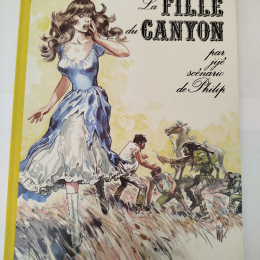 La FILLE
du CANYON
par
jijé
scénario
de Philip